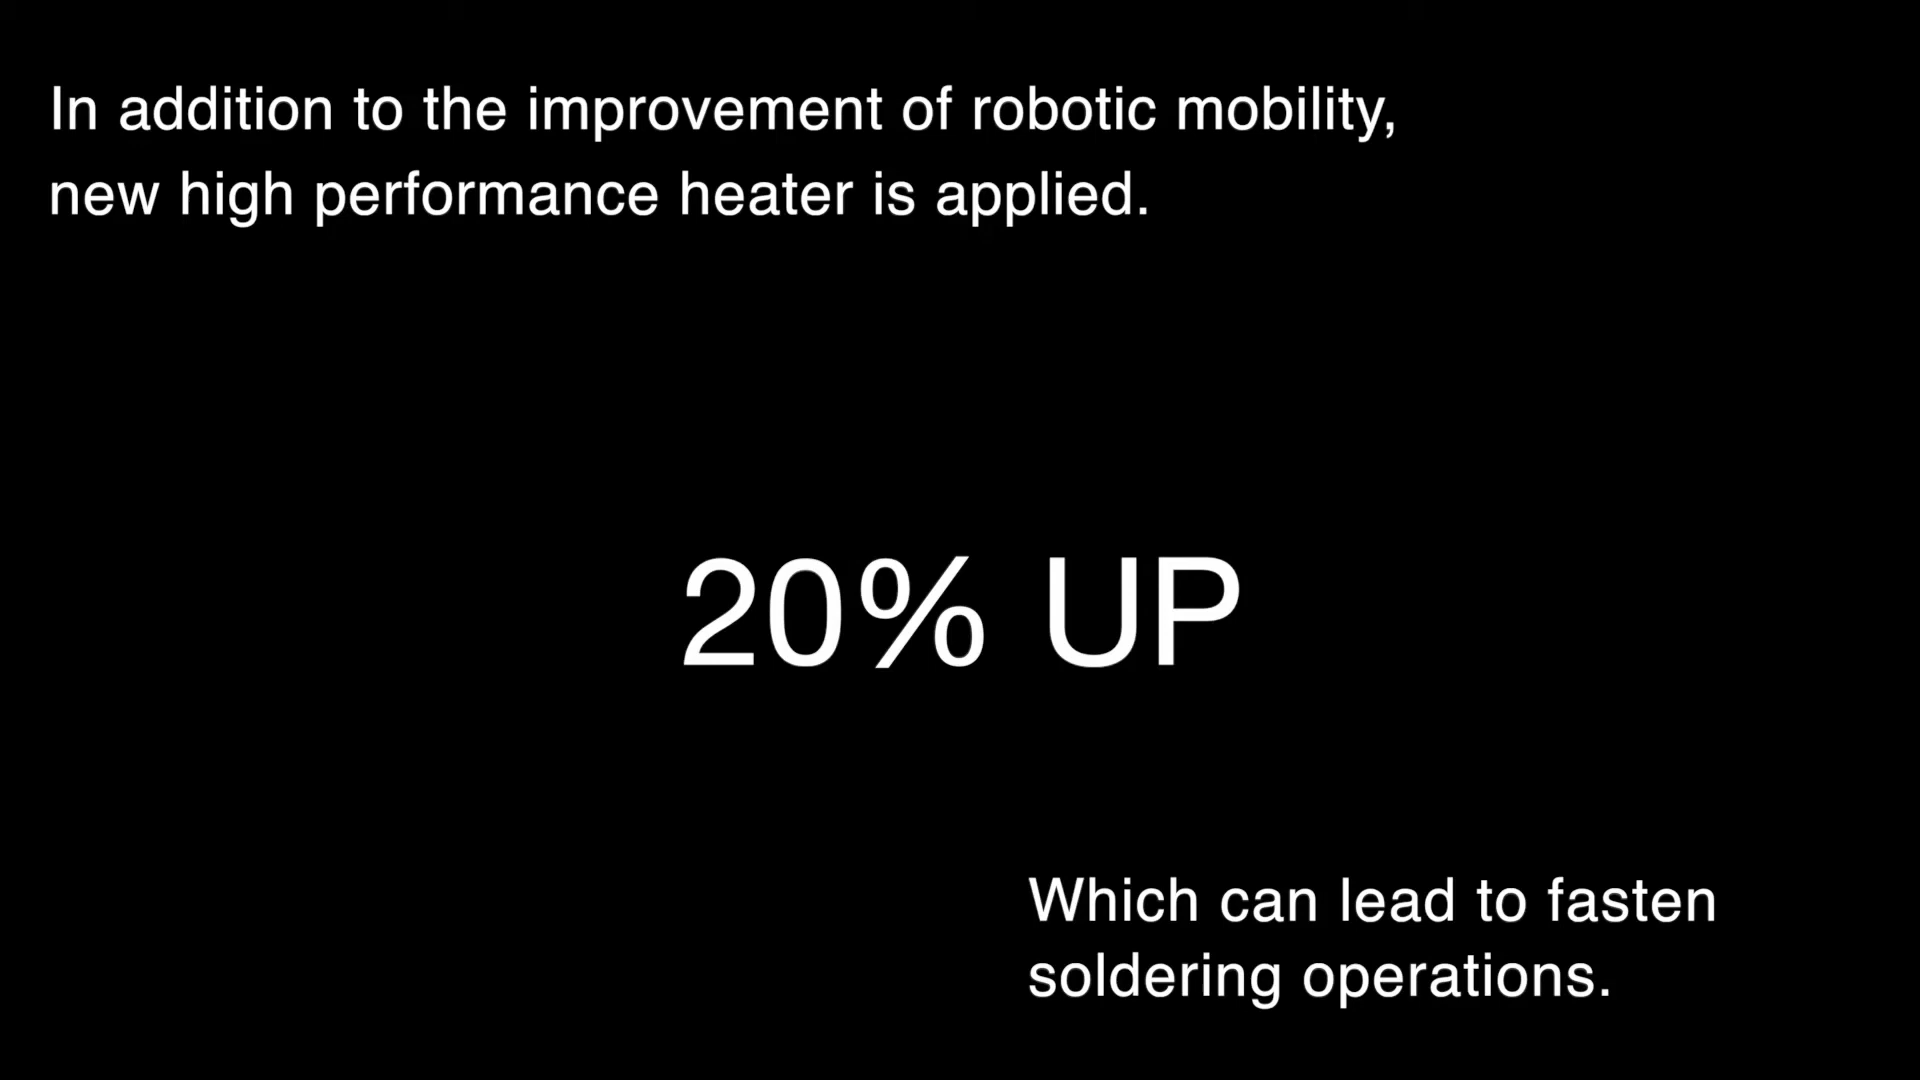 In addition to the improvement of robotic mobility,
new high performance heater is applied.
20% UP
Which can lead to fasten
soldering operations.